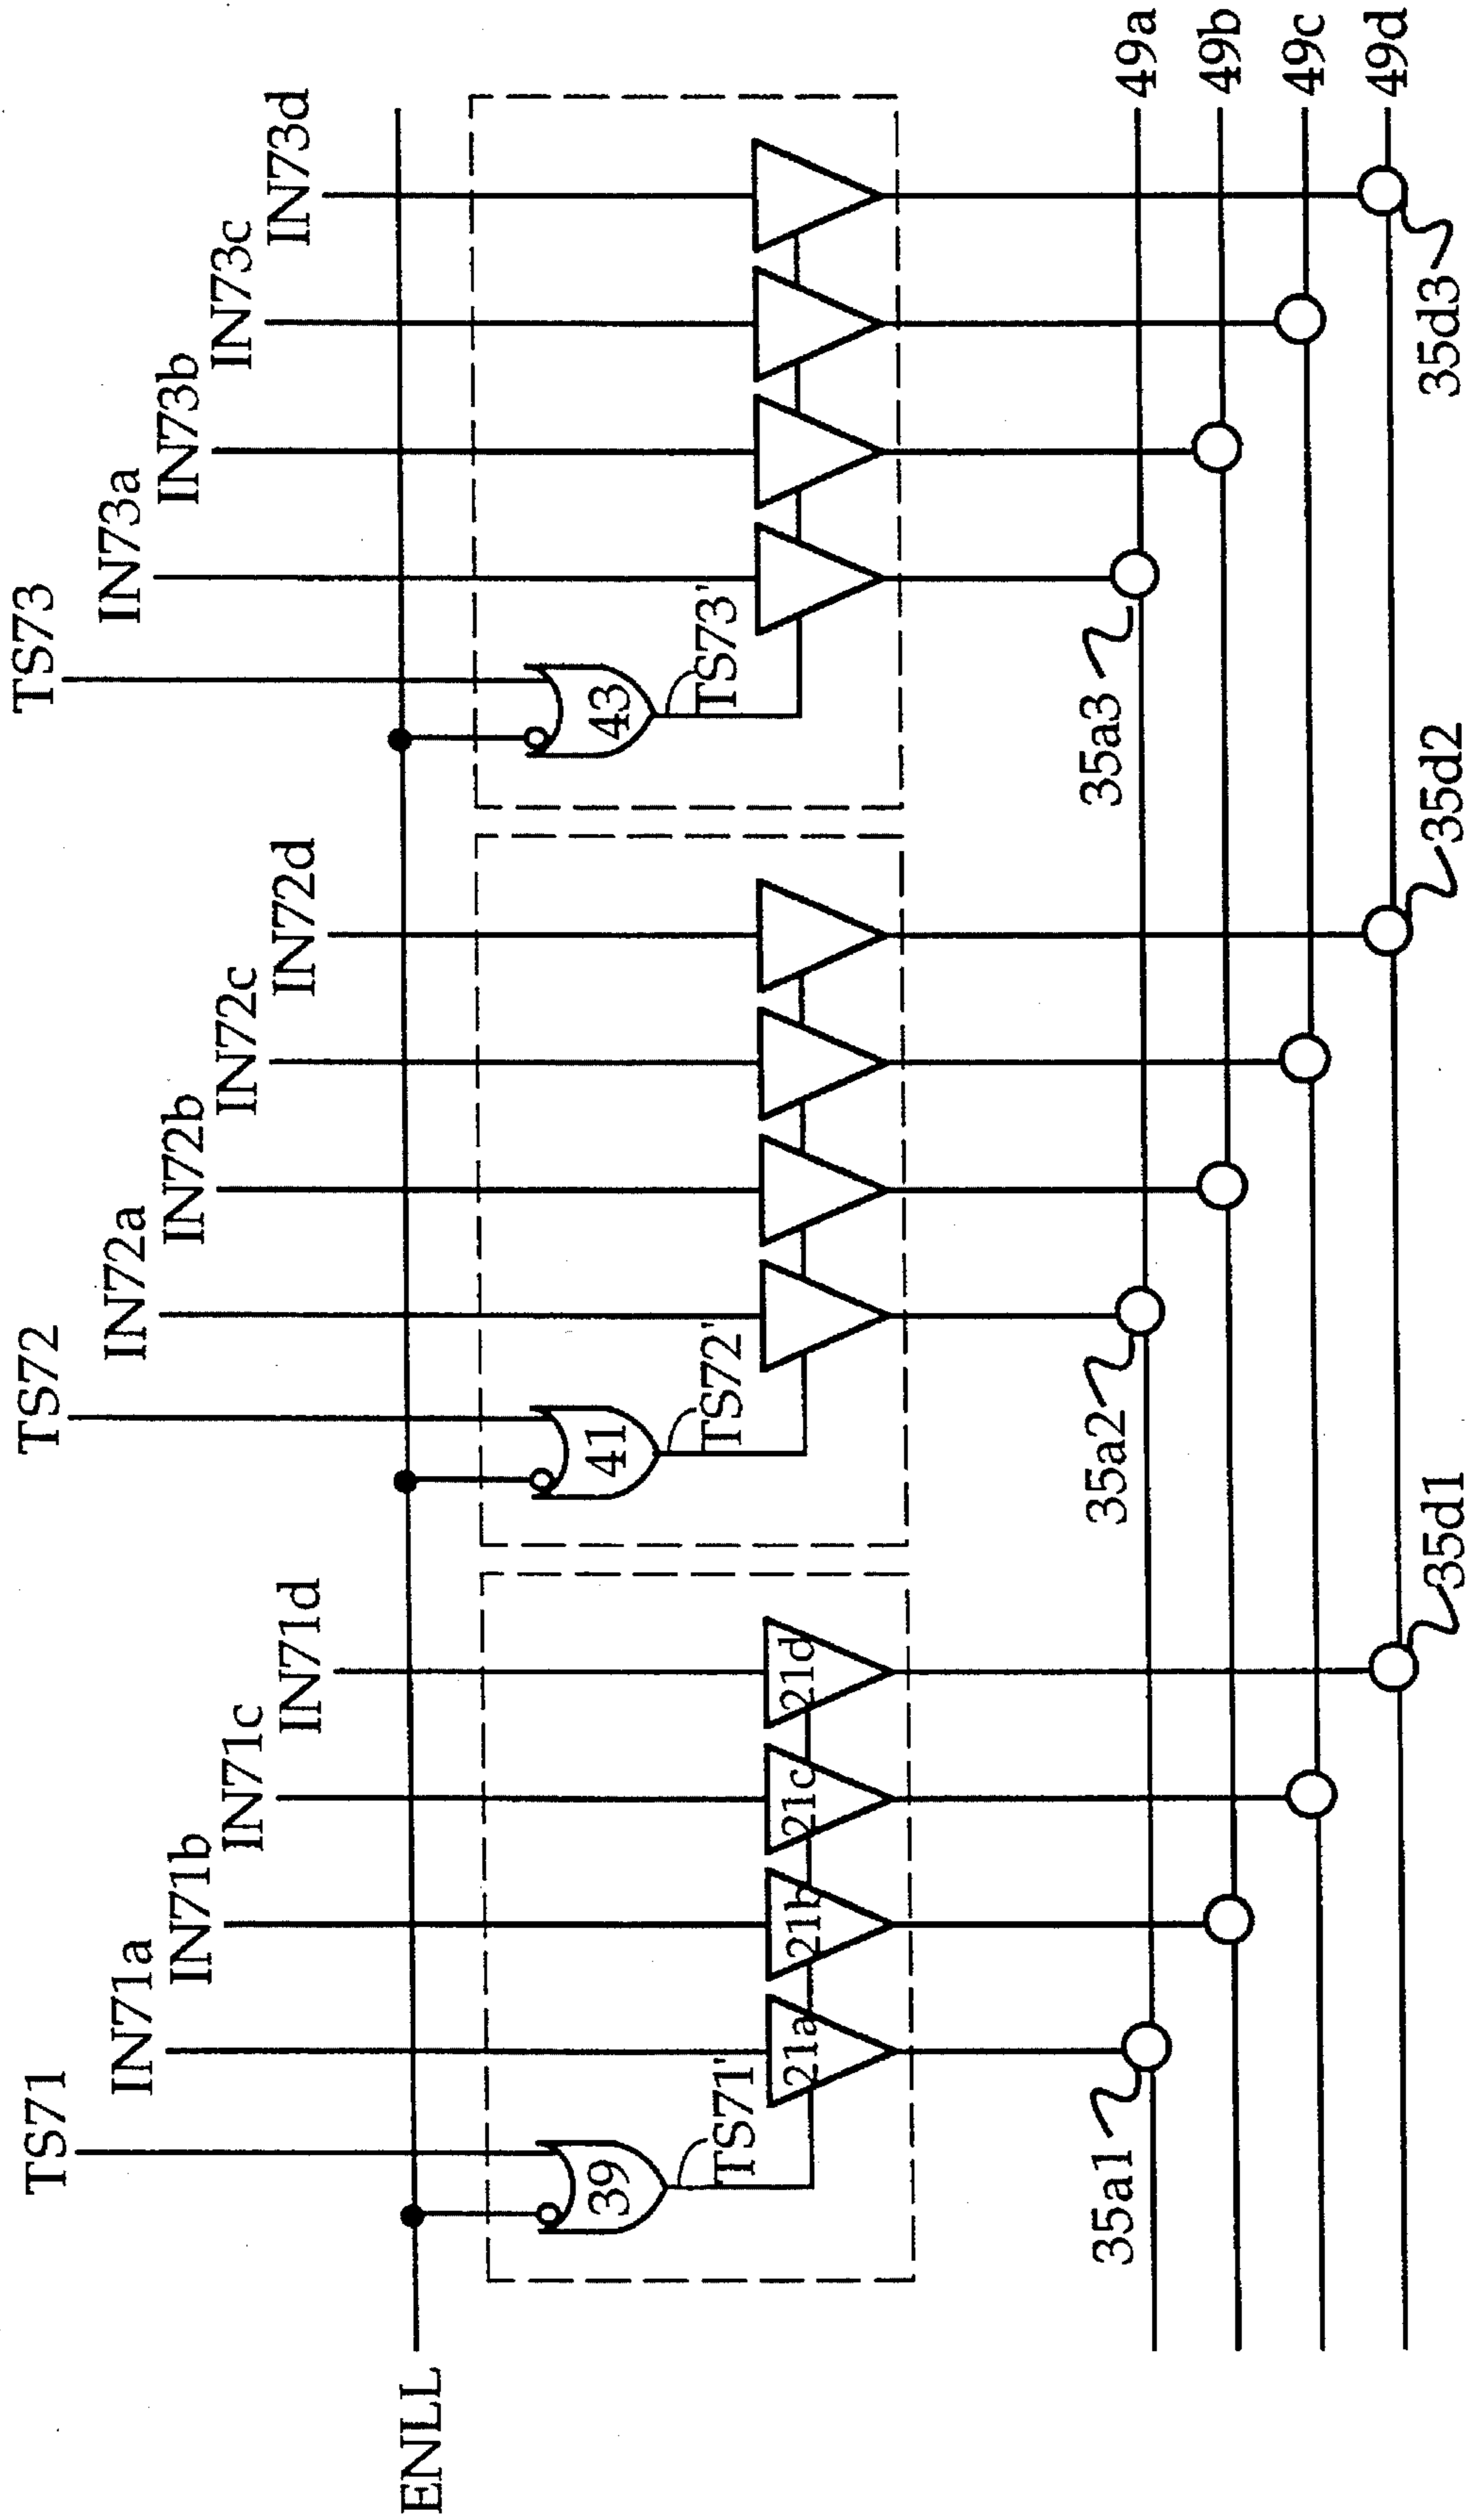 TS71
TS72
TS73
IN71a
IN72a
IN73a
IN71b
IN72b
IN73b
IN71c
IN72c
IN73c
IN71d
IN72d
IN73d
ENLL
39
41
43
TS71'
TS72'
TS73'
21a
21b
21c
21d
35a1
35a2
35a3
49a
49b
49c
49d
35d1
35d2
35d3